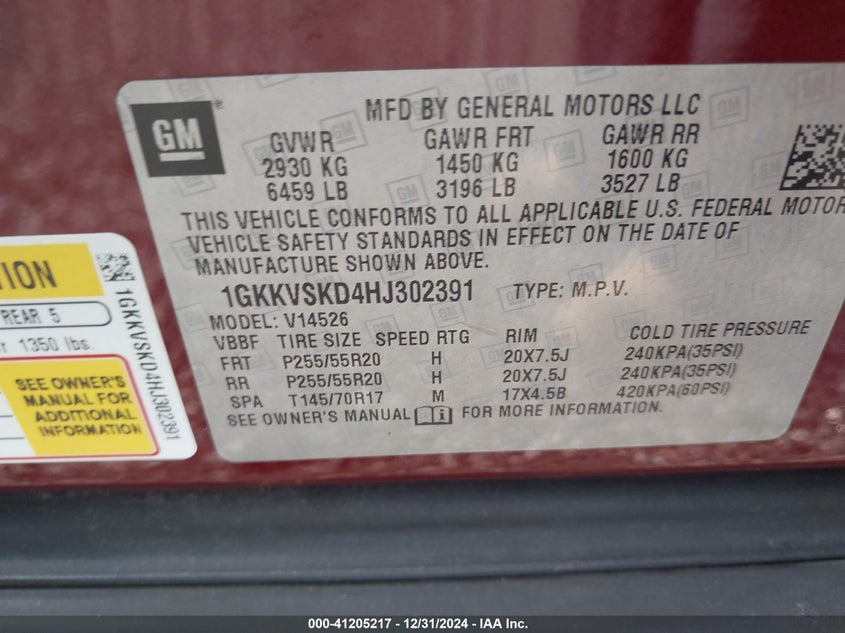 GM
®
MFD BY GENERAL MOTORS LLC
GVWR GAWR FRT GAWR RR
2930 KG 1450 KG 1600 KG
6459 LB 3196 LB 3527 LB
THIS VEHICLE CONFORMS TO ALL APPLICABLE U.S. FEDERAL MOTOR
VEHICLE SAFETY STANDARDS IN EFFECT ON THE DATE OF
MANUFACTURE SHOWN ABOVE.
1GKKVSKD4HJ302391 TYPE: M.P.V.
MODEL: V14526
VBBF TIRE SIZE SPEED RTG RIM COLD TIRE PRESSURE
FRT P255/55R20 H 20X7.5J 240KPA(35PSI)
RR P255/55R20 H 20X7.5J 240KPA(35PSI)
SPA T145/70R17 M 17X4.5B 420KPA(60PSI)
SEE OWNER'S MANUAL FOR MORE INFORMATION.
TION
REAR 5
1350 lbs.
SEE OWNER'S
MANUAL FOR
ADDITIONAL
INFORMATION
1GKKVSKD4HJ302391
000-41205217 - 12/31/2024 - IAA Inc.